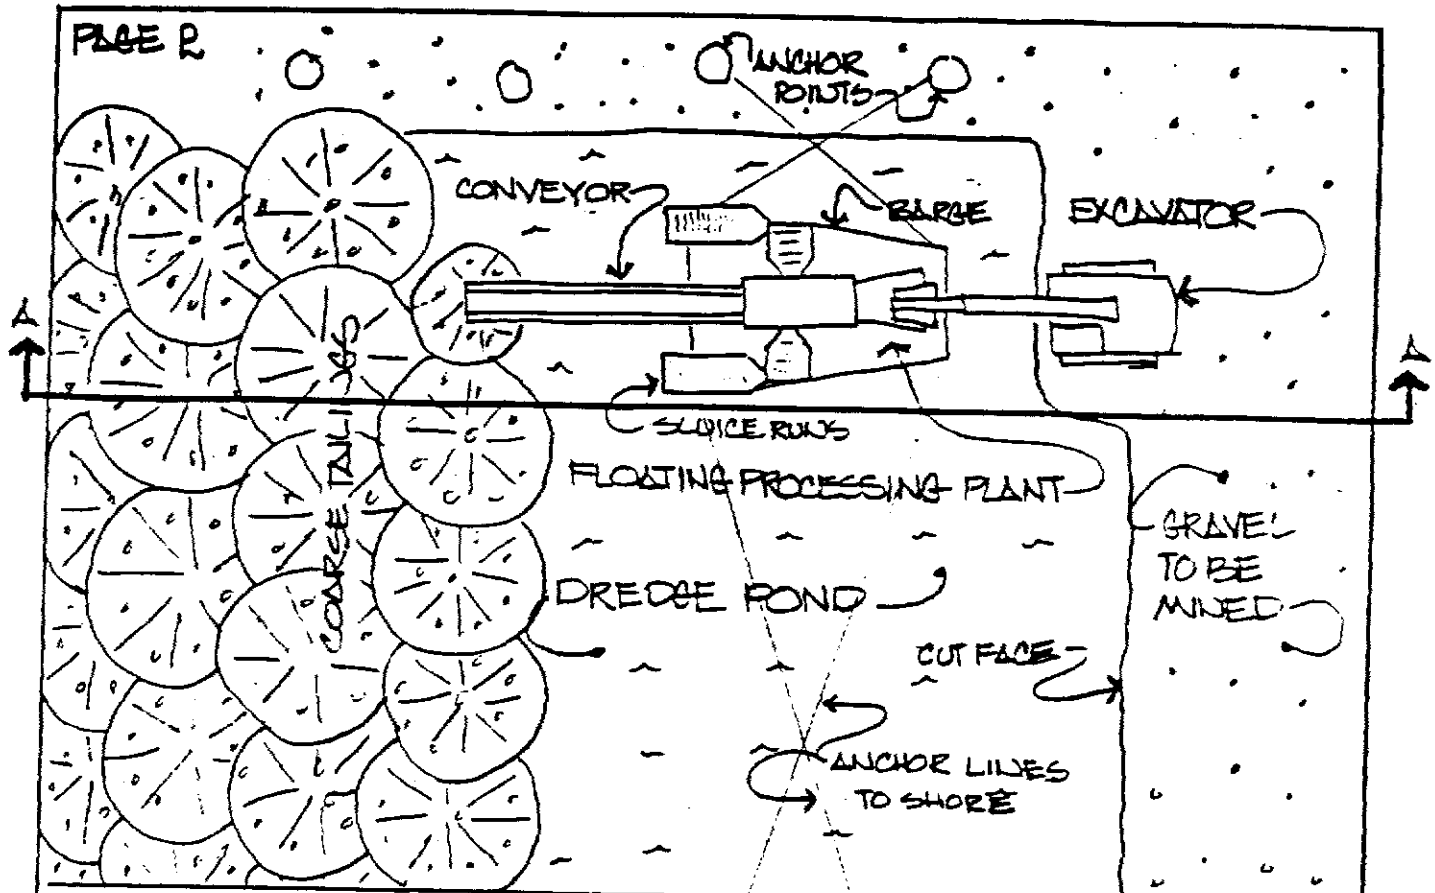 PAGE 2
ANCHOR
POINTS
CONVEYOR
BARGE
EXCAVATOR
A
A
COARSE TAILINGS
SLUICE RUNS
FLOATING PROCESSING PLANT
GRAVEL
TO BE
MINED
DREDGE POND
CUT FACE
ANCHOR LINES
TO SHORE